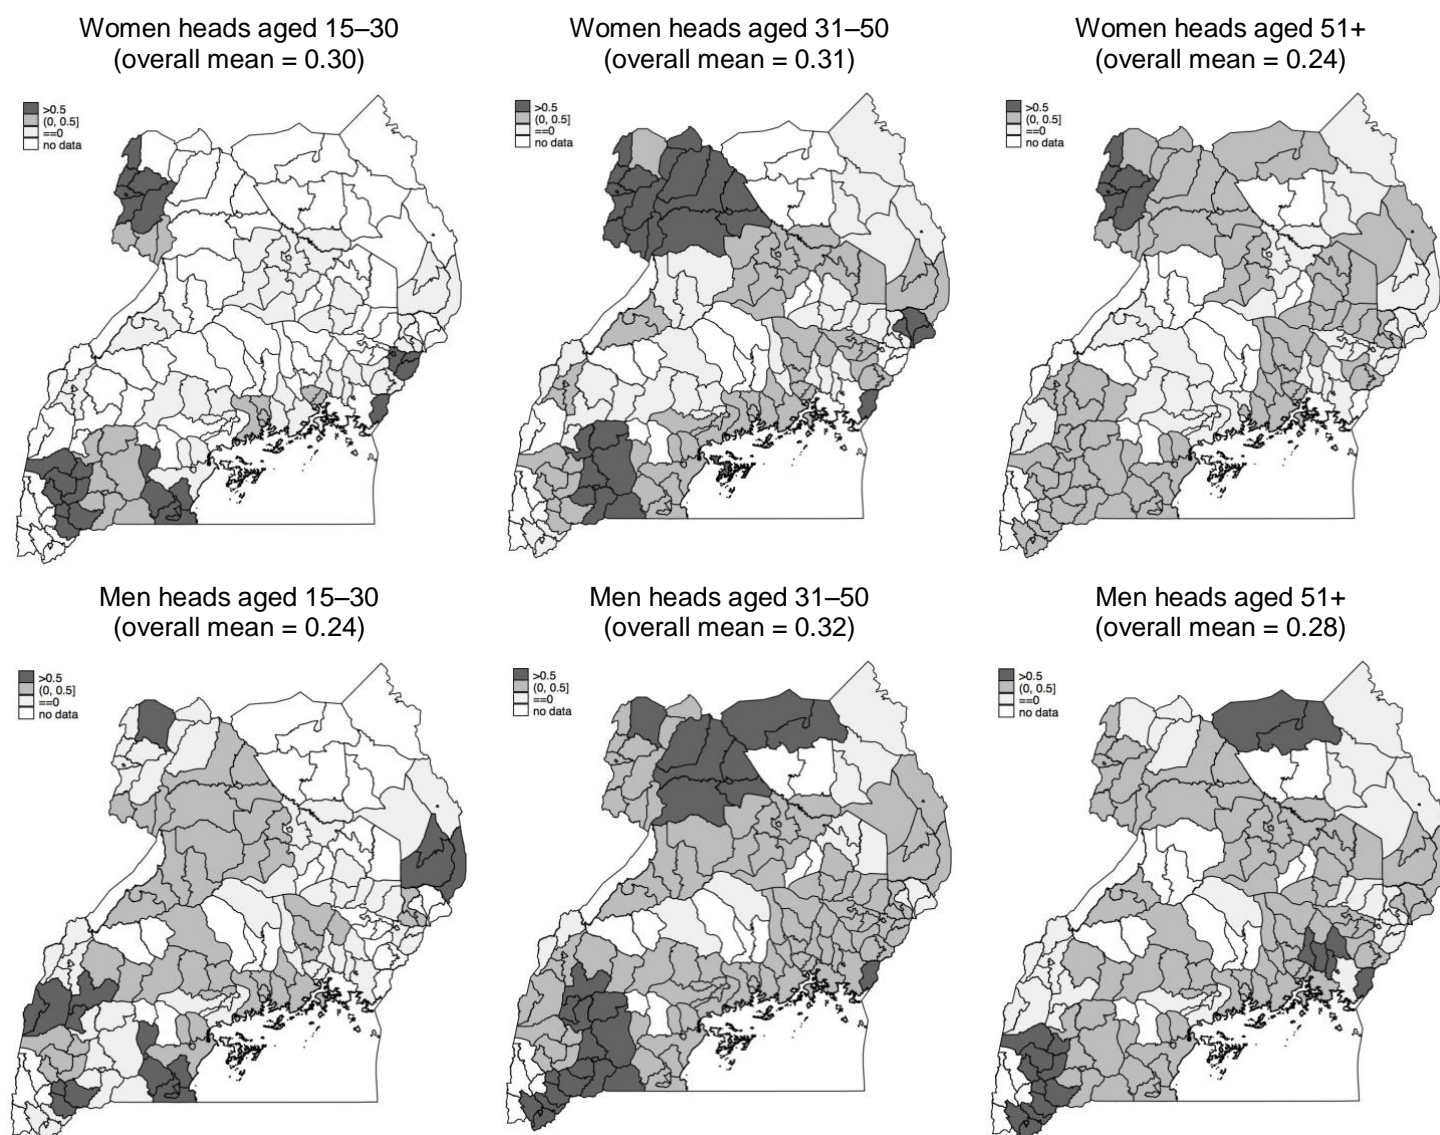 Women heads aged 15–30
(overall mean = 0.30)
>0.5
(0, 0.5]
==0
no data
Women heads aged 31–50
(overall mean = 0.31)
>0.5
(0, 0.5]
==0
no data
Women heads aged 51+
(overall mean = 0.24)
>0.5
(0, 0.5]
==0
no data
Men heads aged 15–30
(overall mean = 0.24)
>0.5
(0, 0.5]
==0
no data
Men heads aged 31–50
(overall mean = 0.32)
>0.5
(0, 0.5]
==0
no data
Men heads aged 51+
(overall mean = 0.28)
>0.5
(0, 0.5]
==0
no data